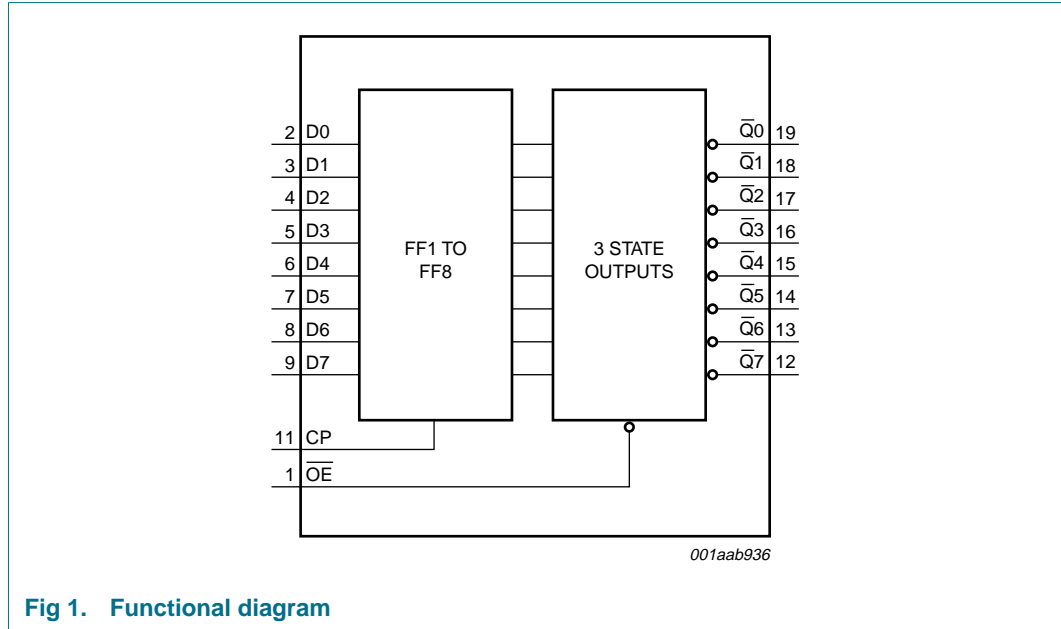 2 D0
3 D1
4 D2
5 D3
6 D4
7 D5
8 D6
9 D7
11 CP
1 O̅E̅
FF1 TO
FF8
3 STATE
OUTPUTS
Q̅0 19
Q̅1 18
Q̅2 17
Q̅3 16
Q̅4 15
Q̅5 14
Q̅6 13
Q̅7 12
001aab936
Fig 1. Functional diagram